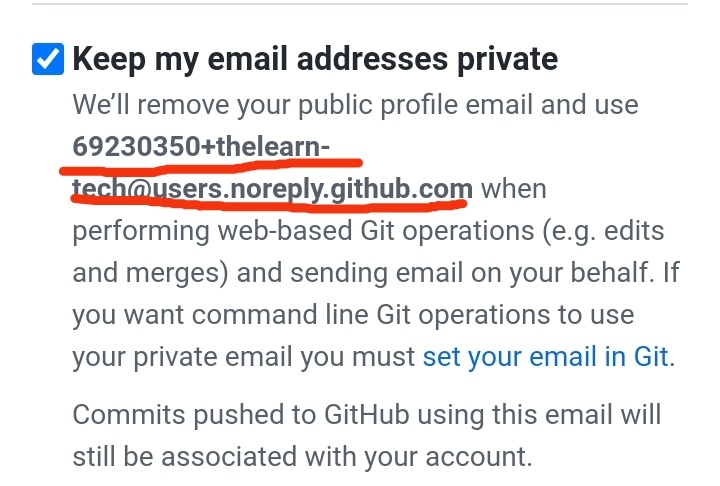 Keep my email addresses private
We’ll remove your public profile email and use
69230350+thelearn-
tech@users.noreply.github.com when
performing web-based Git operations (e.g. edits
and merges) and sending email on your behalf. If
you want command line Git operations to use
your private email you must set your email in Git.
Commits pushed to GitHub using this email will
still be associated with your account.